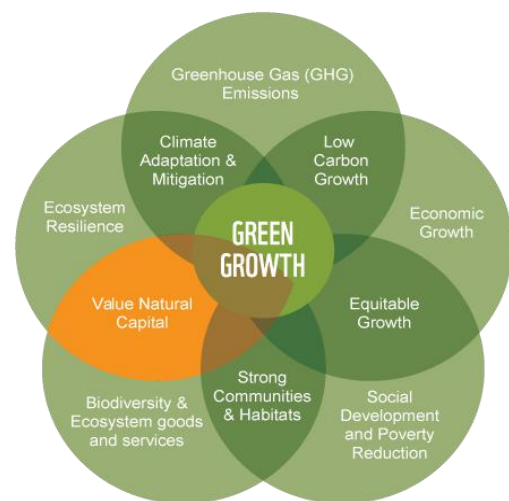 Greenhouse Gas (GHG)
Emissions
Climate
Adaptation &
Mitigation
Low
Carbon
Growth
Ecosystem
Resilience
GREEN
GROWTH
Economic
Growth
Value Natural
Capital
Equitable
Growth
Biodiversity &
Ecosystem goods
and services
Strong
Communities
& Habitats
Social
Development
and Poverty
Reduction